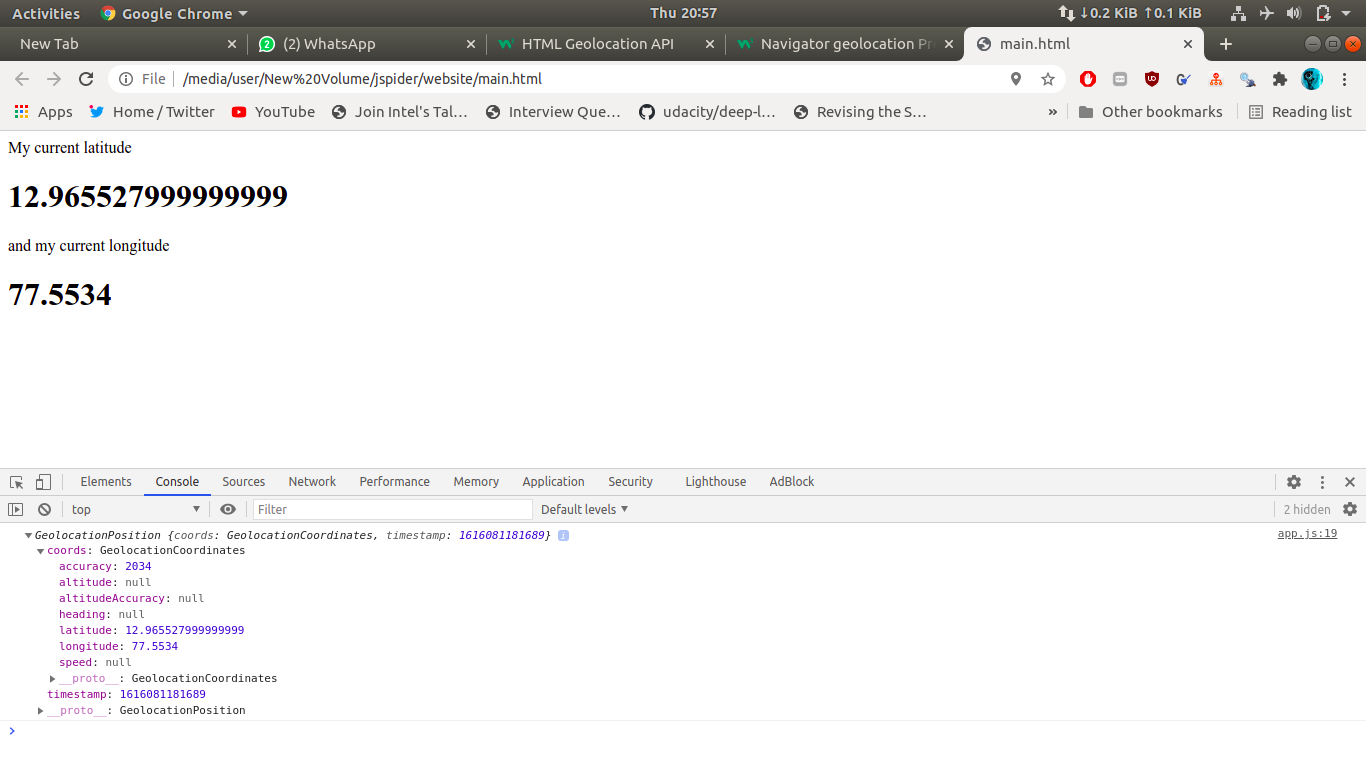 Activities Google Chrome Thu 20:57 ↓0.2 KiB ↑0.1 KiB
New Tab (2) WhatsApp HTML Geolocation API Navigator geolocation Pr main.html
File /media/user/New%20Volume/jspider/website/main.html
Apps Home / Twitter YouTube Join Intel's Tal… Interview Que… udacity/deep-l… Revising the S… » Other bookmarks Reading list
My current latitude
12.965527999999999
and my current longitude
77.5534
Elements Console Sources Network Performance Memory Application Security Lighthouse AdBlock
top Filter Default levels 2 hidden
GeolocationPosition {coords: GeolocationCoordinates, timestamp: 1616081181689} i app.js:19
coords: GeolocationCoordinates
accuracy: 2034
altitude: null
altitudeAccuracy: null
heading: null
latitude: 12.965527999999999
longitude: 77.5534
speed: null
__proto__: GeolocationCoordinates
timestamp: 1616081181689
__proto__: GeolocationPosition